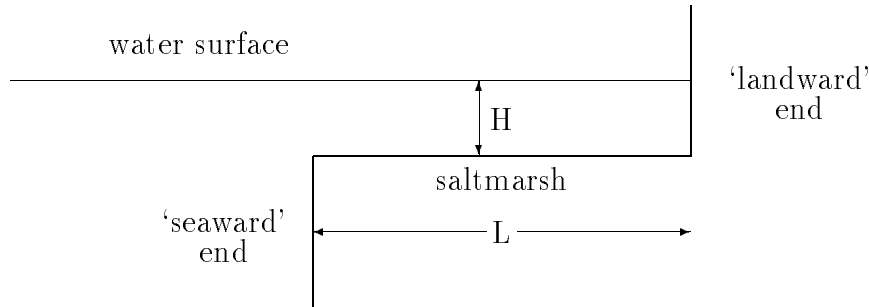 water surface
‘landward’
end
H
saltmarsh
‘seaward’
end
L